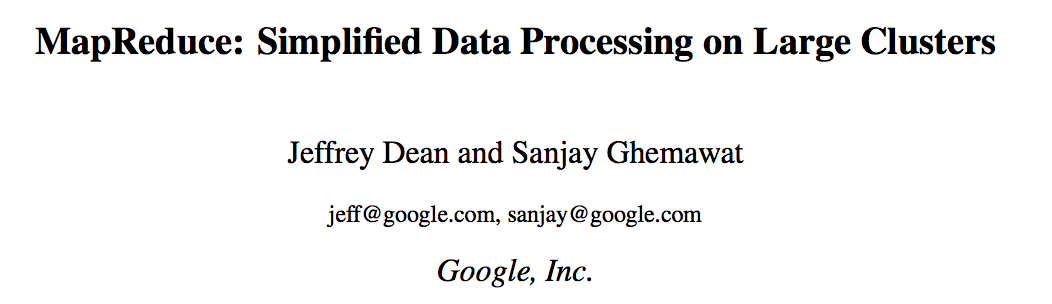 MapReduce: Simplified Data Processing on Large Clusters
Jeffrey Dean and Sanjay Ghemawat
jeff@google.com, sanjay@google.com
Google, Inc.